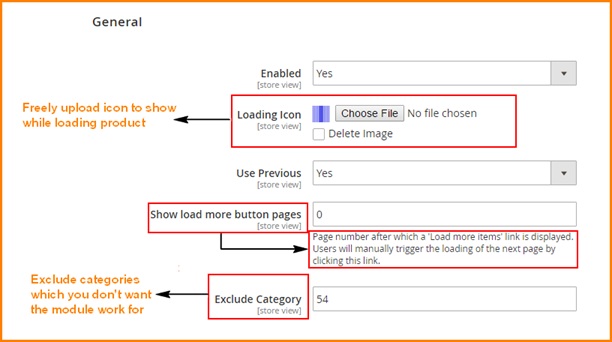 General
Enabled
[store view]
Yes
Freely upload icon to show
while loading product
Loading Icon
[store view]
Choose File No file chosen
Delete Image
Use Previous
[store view]
Yes
Show load more button pages
[store view]
0
Page number after which a 'Load more items' link is displayed.
Users will manually trigger the loading of the next page by
clicking this link.
Exclude categories
which you don't want
the module work for
Exclude Category
[store view]
54